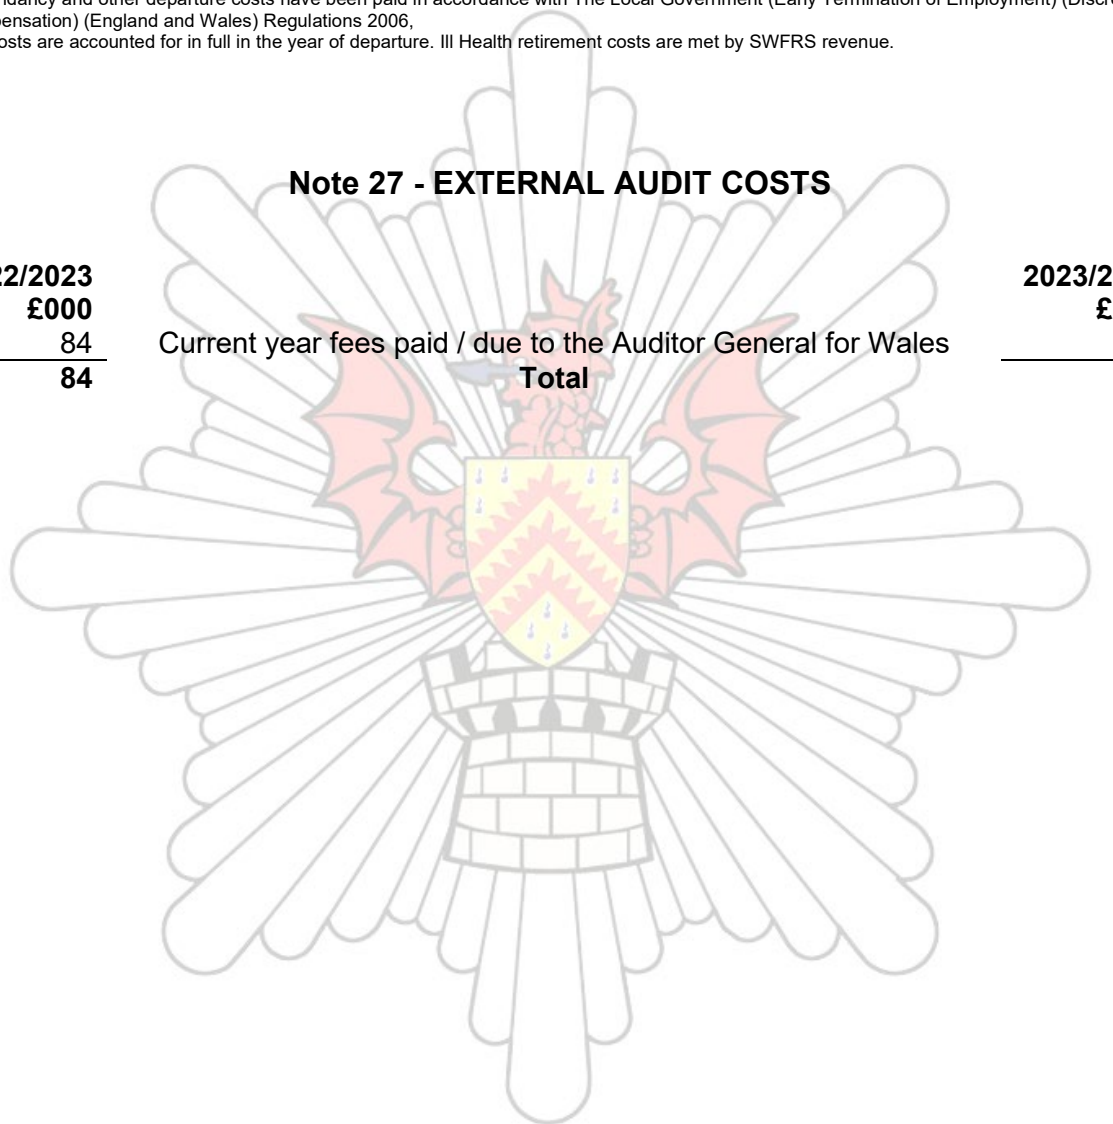 ndancy and other departure costs have been paid in accordance with The Local Government (Early Termination of Employment) (Discre
pensation) (England and Wales) Regulations 2006,
osts are accounted for in full in the year of departure. Ill Health retirement costs are met by SWFRS revenue.
Note 27 - EXTERNAL AUDIT COSTS
22/2023 2023/2
£000 £
84 Current year fees paid / due to the Auditor General for Wales
84 Total